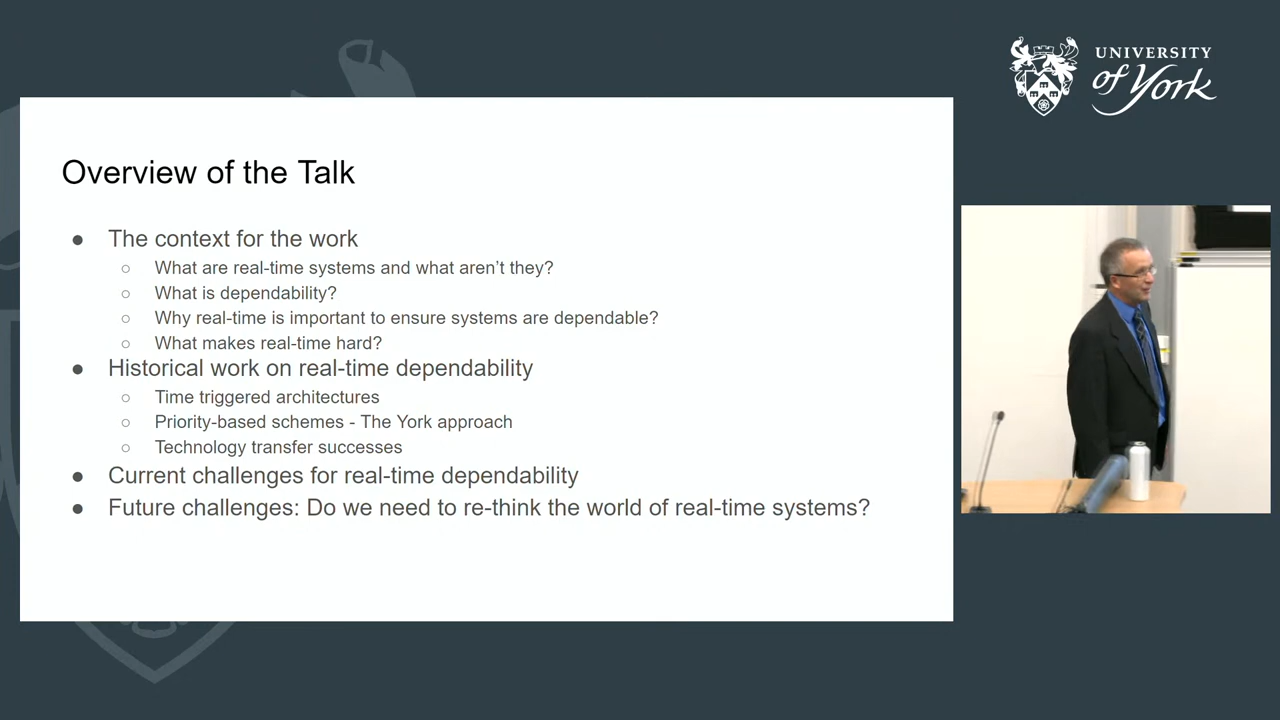 UNIVERSITY
of York
Overview of the Talk
● The context for the work
○ What are real-time systems and what aren’t they?
○ What is dependability?
○ Why real-time is important to ensure systems are dependable?
○ What makes real-time hard?
● Historical work on real-time dependability
○ Time triggered architectures
○ Priority-based schemes - The York approach
○ Technology transfer successes
● Current challenges for real-time dependability
● Future challenges: Do we need to re-think the world of real-time systems?